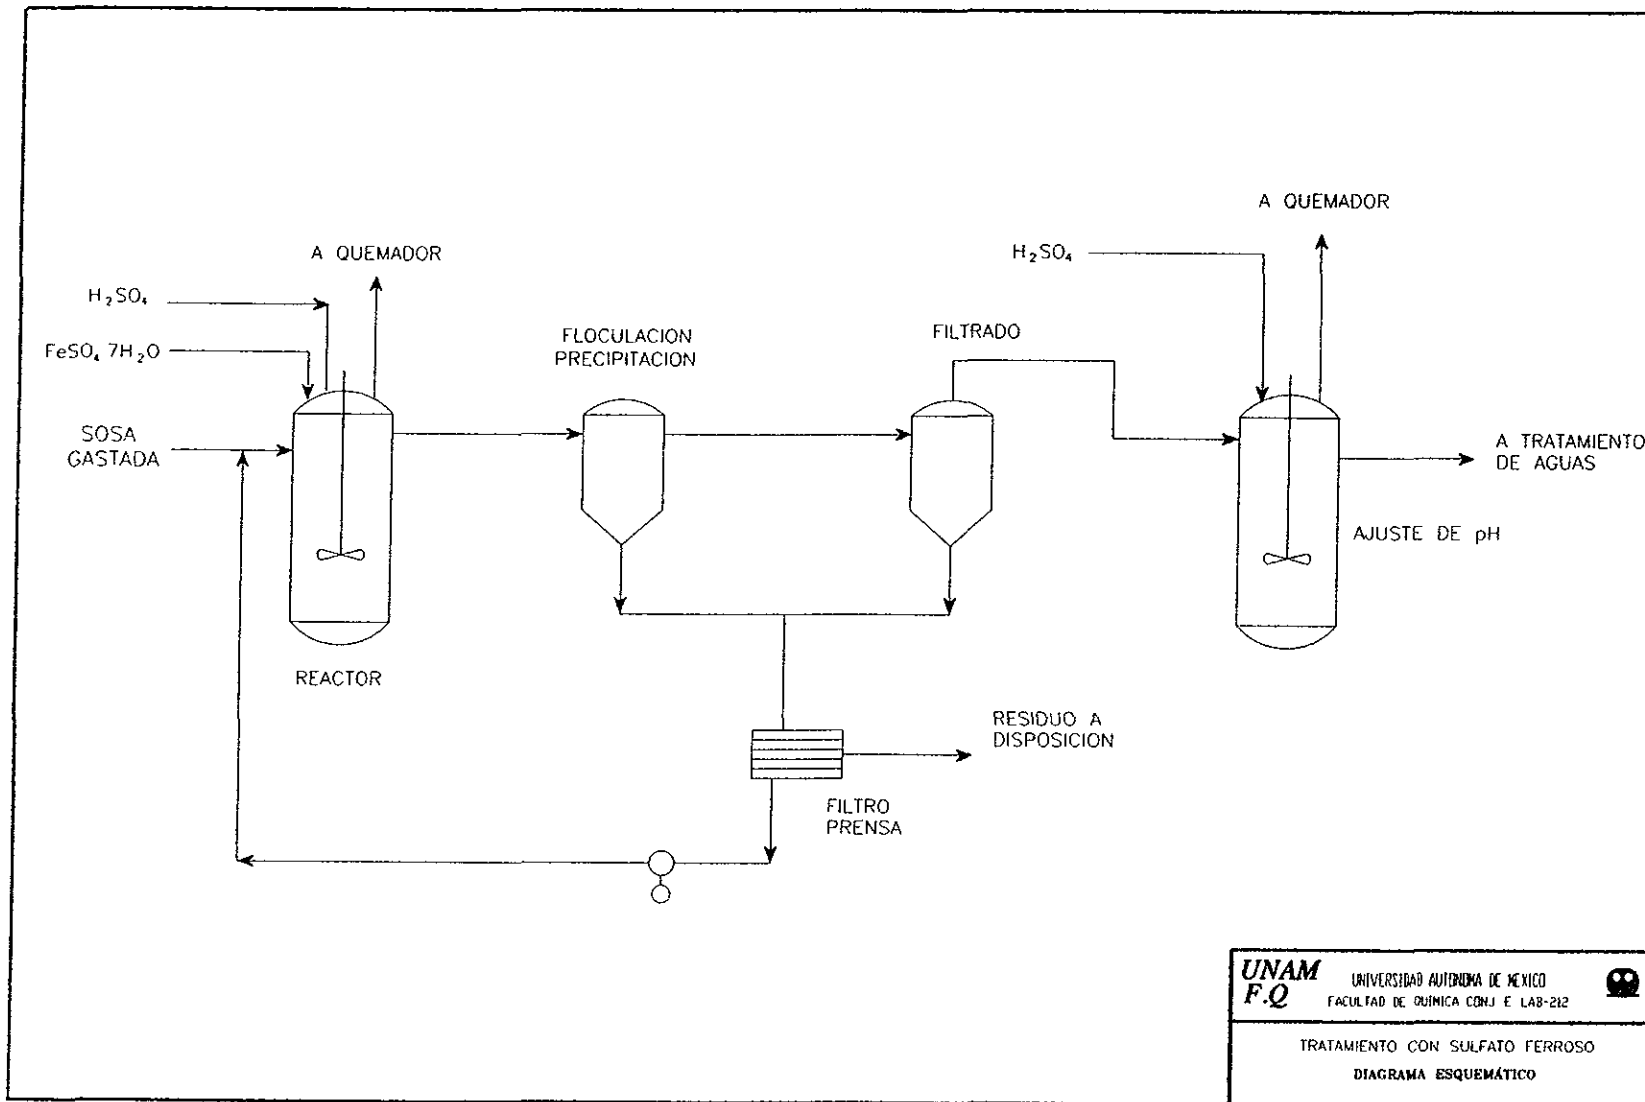 A QUEMADOR
H₂SO₄
A QUEMADOR
H₂SO₄
FeSO₄ 7H₂O
FLOCULACION
PRECIPITACION
FILTRADO
SOSA
GASTADA
A TRATAMIENTO
DE AGUAS
AJUSTE DE pH
REACTOR
RESIDUO A
DISPOSICION
FILTRO
PRENSA
UNAM
F.Q
UNIVERSIDAD AUTONOMA DE MEXICO
FACULTAD DE QUIMICA CONJ E LAB-212
TRATAMIENTO CON SULFATO FERROSO
DIAGRAMA ESQUEMÁTICO